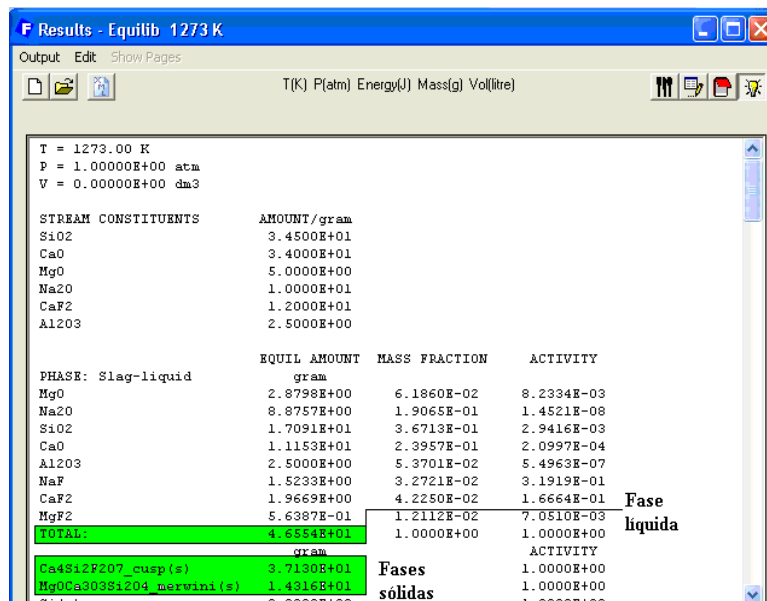 Results - Equilib 1273 K
Output Edit Show Pages
T(K) P(atm) Energy(J) Mass(g) Vol(litre)
T = 1273.00 K
P = 1.00000E+00 atm
V = 0.00000E+00 dm3
STREAM CONSTITUENTS AMOUNT/gram
SiO2 3.4500E+01
CaO 3.4000E+01
MgO 5.0000E+00
Na2O 1.0000E+01
CaF2 1.2000E+01
Al2O3 2.5000E+00
EQUIL AMOUNT MASS FRACTION ACTIVITY
PHASE: Slag-liquid gram
MgO 2.8798E+00 6.1860E-02 8.2334E-03
Na2O 8.8757E+00 1.9065E-01 1.4521E-08
SiO2 1.7091E+01 3.6713E-01 2.9416E-03
CaO 1.1153E+01 2.3957E-01 2.0997E-04
Al2O3 2.5000E+00 5.3701E-02 5.4963E-07
NaF 1.5233E+00 3.2721E-02 3.1919E-01
CaF2 1.9669E+00 4.2250E-02 1.6664E-01
MgF2 5.6387E-01 1.2112E-02 7.0510E-03
TOTAL: 4.6554E+01 1.0000E+00 1.0000E+00
Fase
líquida
gram ACTIVITY
Ca4Si2F2O7_cusp(s) 3.7130E+01 1.0000E+00
MgOCa3O3Si2O4_merwini(s) 1.4316E+01 1.0000E+00
Fases
sólidas